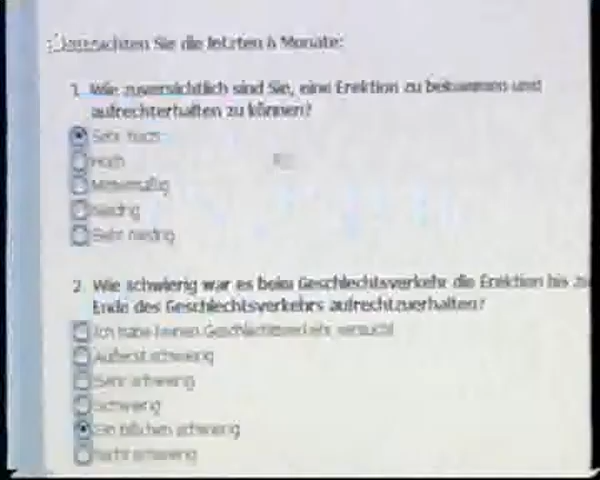 Betrachten Sie die letzten 6 Monate:
1. Wie zuversichtlich sind Sie, eine Erektion zu bekommen und
aufrechterhalten zu können?
Sehr hoch
Hoch
Mittelmäßig
Niedrig
Sehr niedrig
2. Wie schwierig war es beim Geschlechtsverkehr die Erektion bis zu
Ende des Geschlechtsverkehrs aufrechtzuerhalten?
Ich habe keinen Geschlechtsverkehr versucht
Äußerst schwierig
Sehr schwierig
Schwierig
Ein bißchen schwierig
Nicht schwierig